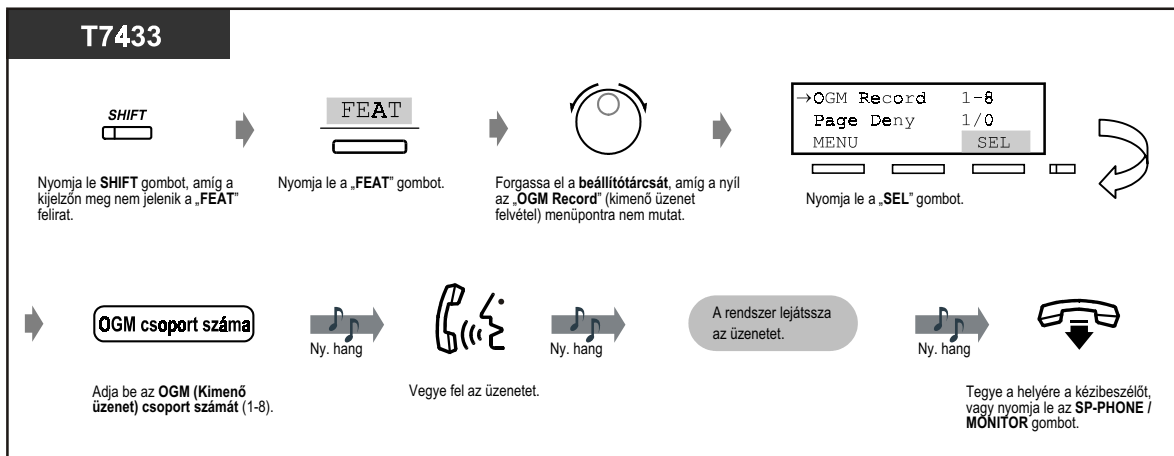 T7433
SHIFT
Nyomja le SHIFT gombot, amíg a
kijelzőn meg nem jelenik a „FEAT”
felirat.
FEAT
Nyomja le a „FEAT” gombot.
Forgassa el a beállítótárcsát, amíg a nyíl
az „OGM Record” (kimenő üzenet
felvétel) menüpontra nem mutat.
→OGM Record 1-8
Page Deny 1/0
MENU SEL
Nyomja le a „SEL” gombot.
OGM csoport száma
Adja be az OGM (Kimenő
üzenet) csoport számát (1-8).
Ny. hang
Vegye fel az üzenetet.
Ny. hang
A rendszer lejátssza
az üzenetet.
Ny. hang
Tegye a helyére a kézibeszélőt,
vagy nyomja le az SP-PHONE /
MONITOR gombot.